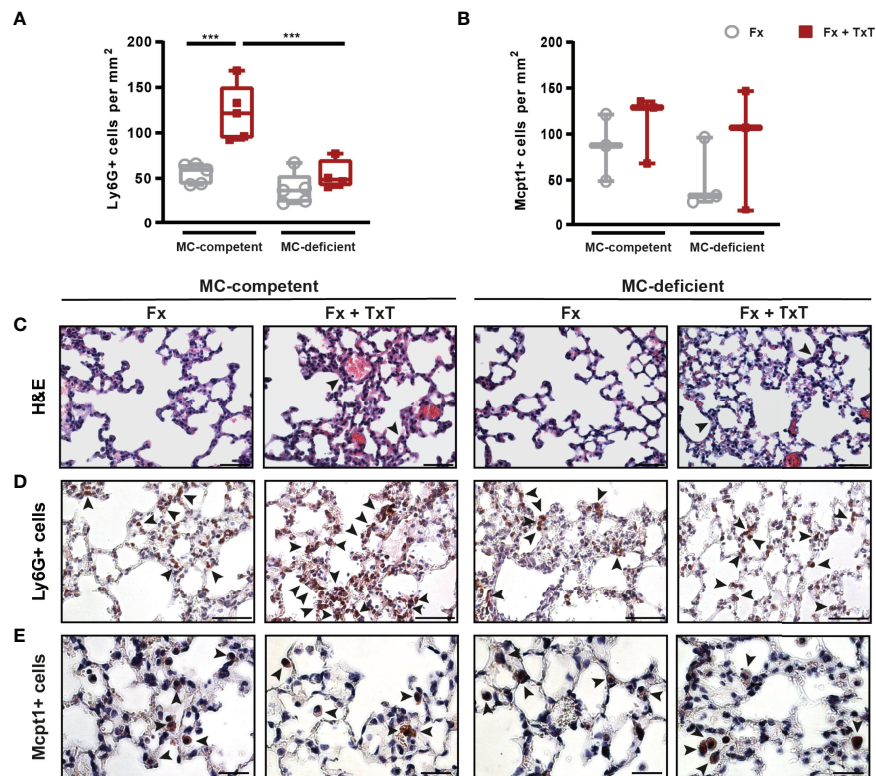 A
B
Fx
Fx + TxT
***
***
200
150
100
50
0
Ly6G+ cells per mm²
MC-competent
MC-deficient
200
150
100
50
0
Mcpt1+ cells per mm²
MC-competent
MC-deficient
MC-competent
MC-deficient
Fx
Fx + TxT
Fx
Fx + TxT
C
H&E
D
Ly6G+ cells
E
Mcpt1+ cells